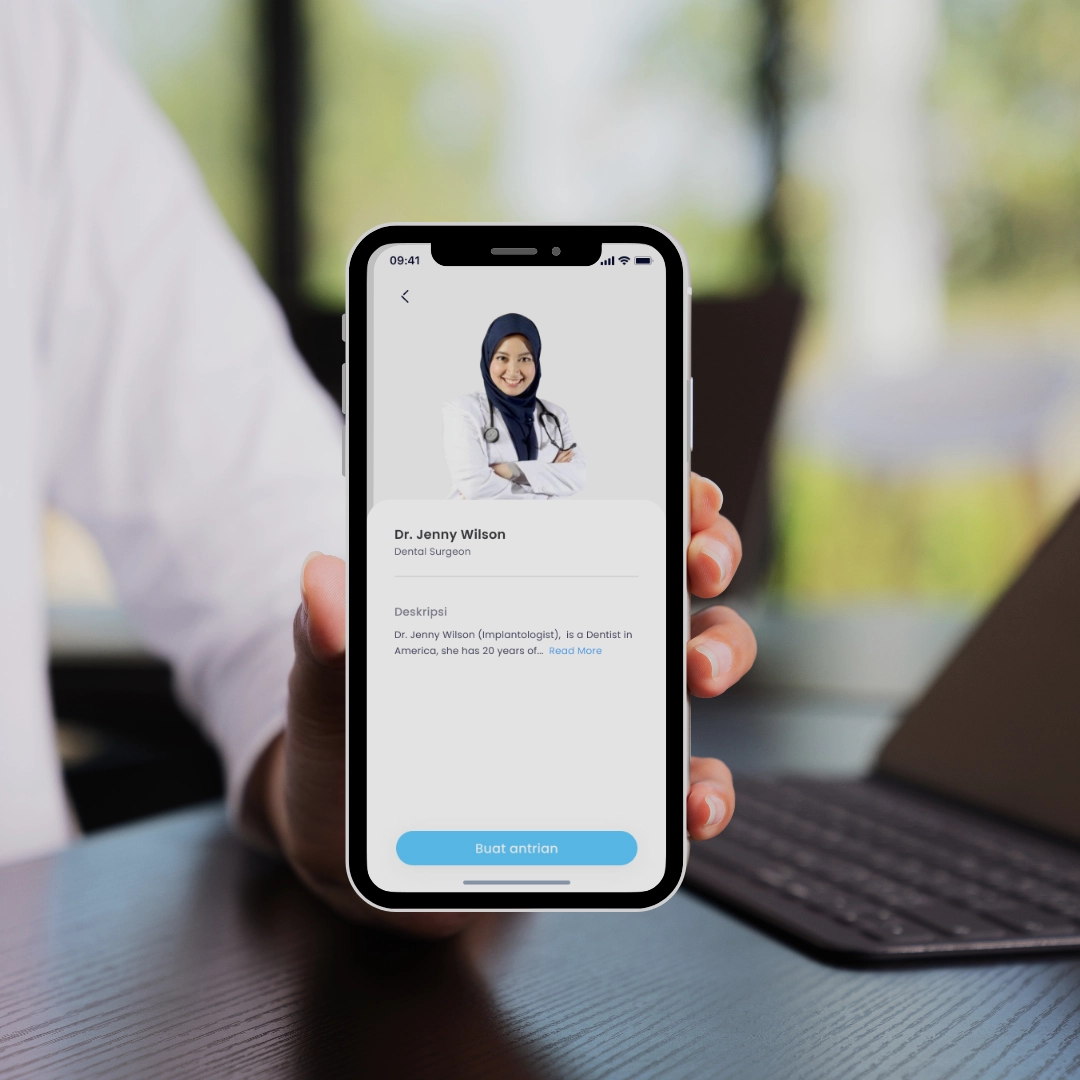 09:41
Dr. Jenny Wilson
Dental Surgeon
Deskripsi
Dr. Jenny Wilson (Implantologist),  is a Dentist in
America, she has 20 years of...  Read More
Buat antrian